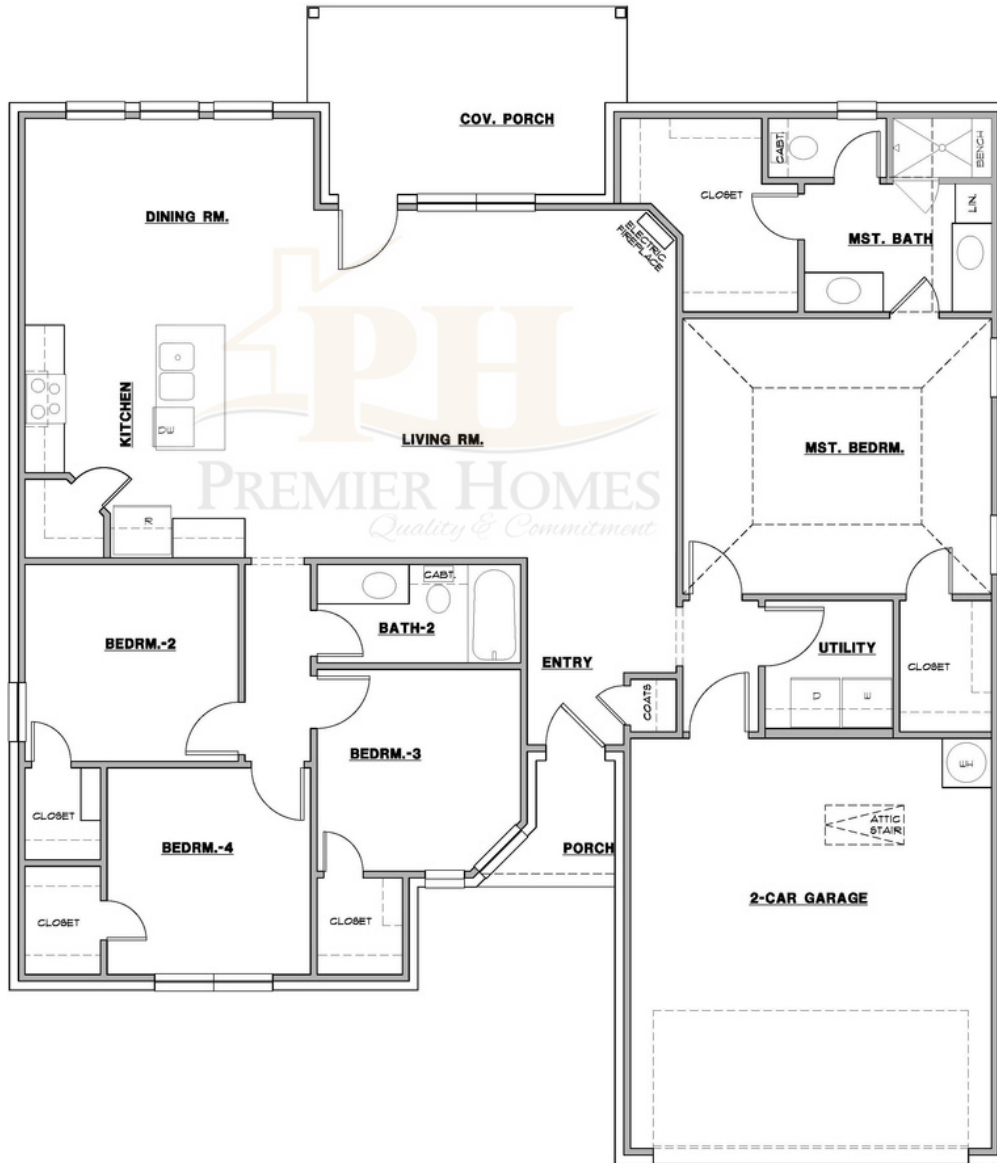 COV. PORCH
CABT.
BENCH
CLOSET
DINING RM.
ELECTRIC
FIREPLACE
MST. BATH
LIN.
PH
KITCHEN
DW
LIVING RM.
MST. BEDRM.
PREMIER HOMES
Quality & Commitment
R
CABT.
BATH-2
BEDRM.-2
ENTRY
UTILITY
CLOSET
COATS
D
W
BEDRM.-3
WH
CLOSET
ATTIC
STAIR
BEDRM.-4
PORCH
2-CAR GARAGE
CLOSET
CLOSET